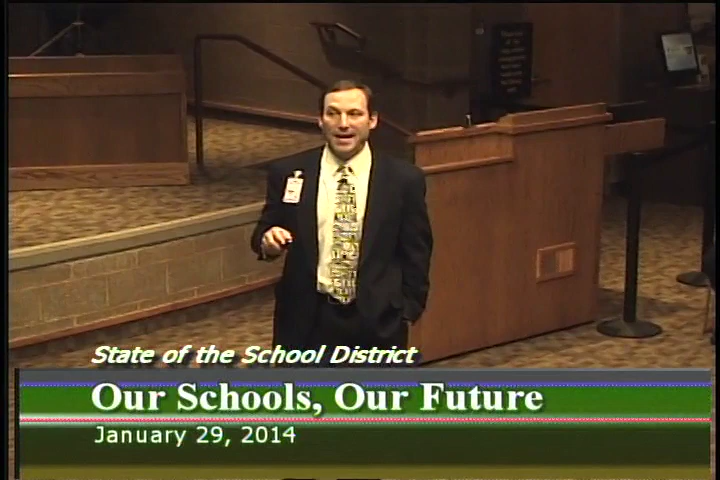 State of the School District
Our Schools, Our Future
January 29, 2014